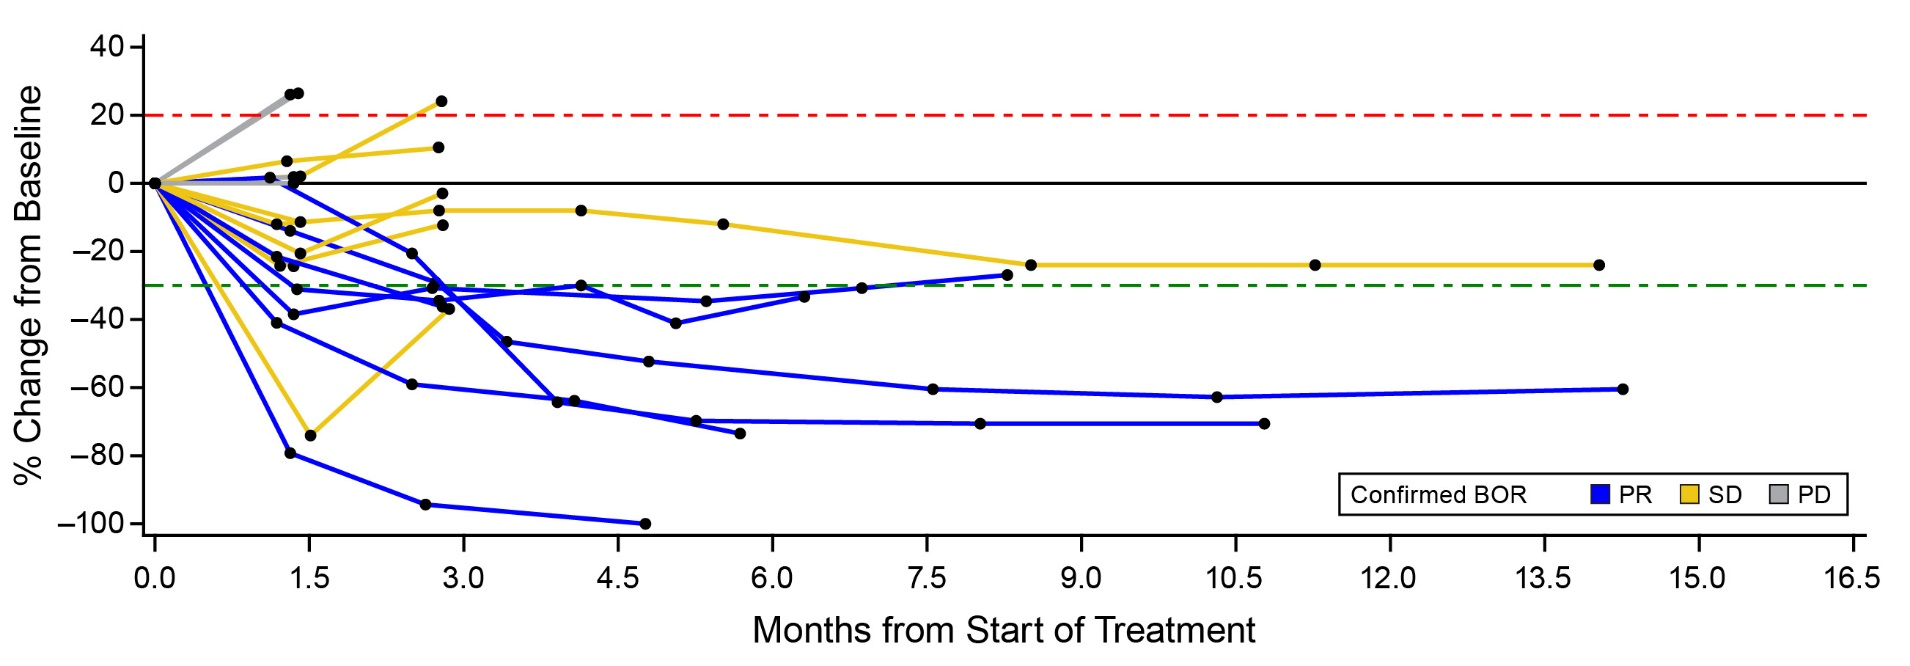 % Change from Baseline
40
20
0
−20
−40
−60
−80
−100
Confirmed BOR PR SD PD
0.0 1.5 3.0 4.5 6.0 7.5 9.0 10.5 12.0 13.5 15.0 16.5
Months from Start of Treatment